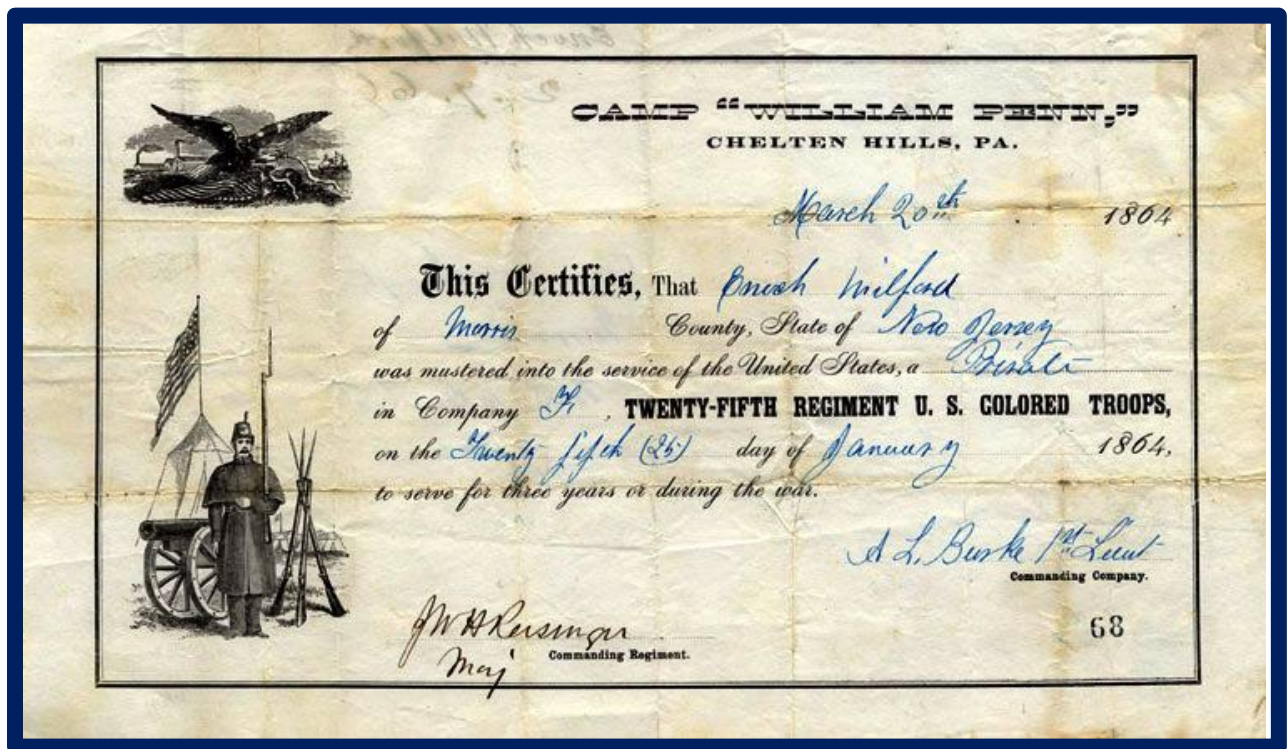 CAMP "WILLIAM PENN,"
CHELTEN HILLS, PA.
March 20th 1864
This Certifies, That Enoch Milford
of Morris County, State of New Jersey
was mustered into the service of the United States, a Private
in Company F, TWENTY-FIFTH REGIMENT U. S. COLORED TROOPS,
on the Twenty fifth (25) day of January 1864,
to serve for three years or during the war.
A L. Burke 1st Lieut
Commanding Company.
68
J W H Reisinger
Maj Commanding Regiment.